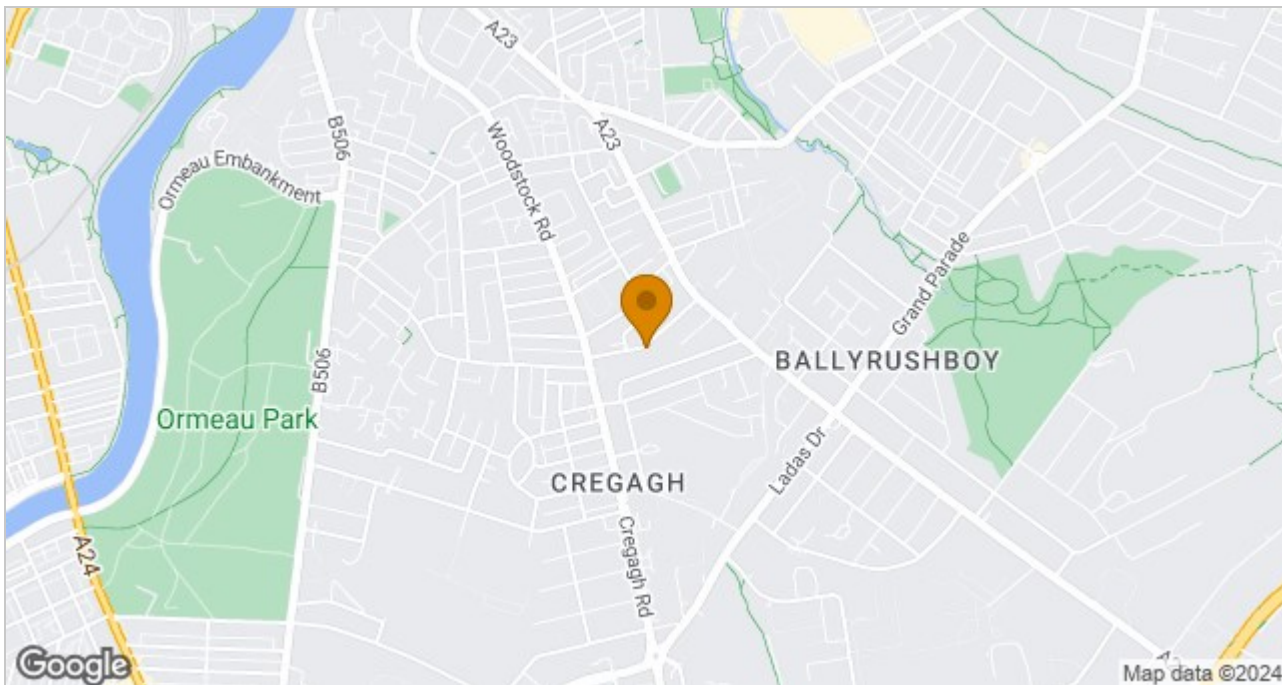 A23
A23
B506
Woodstock Rd
Ormeau Embankment
Grand Parade
B506
BALLYRUSHBOY
Ormeau Park
Ladas Dr
CREGAGH
Cregagh Rd
A24
Google
Map data ©2024